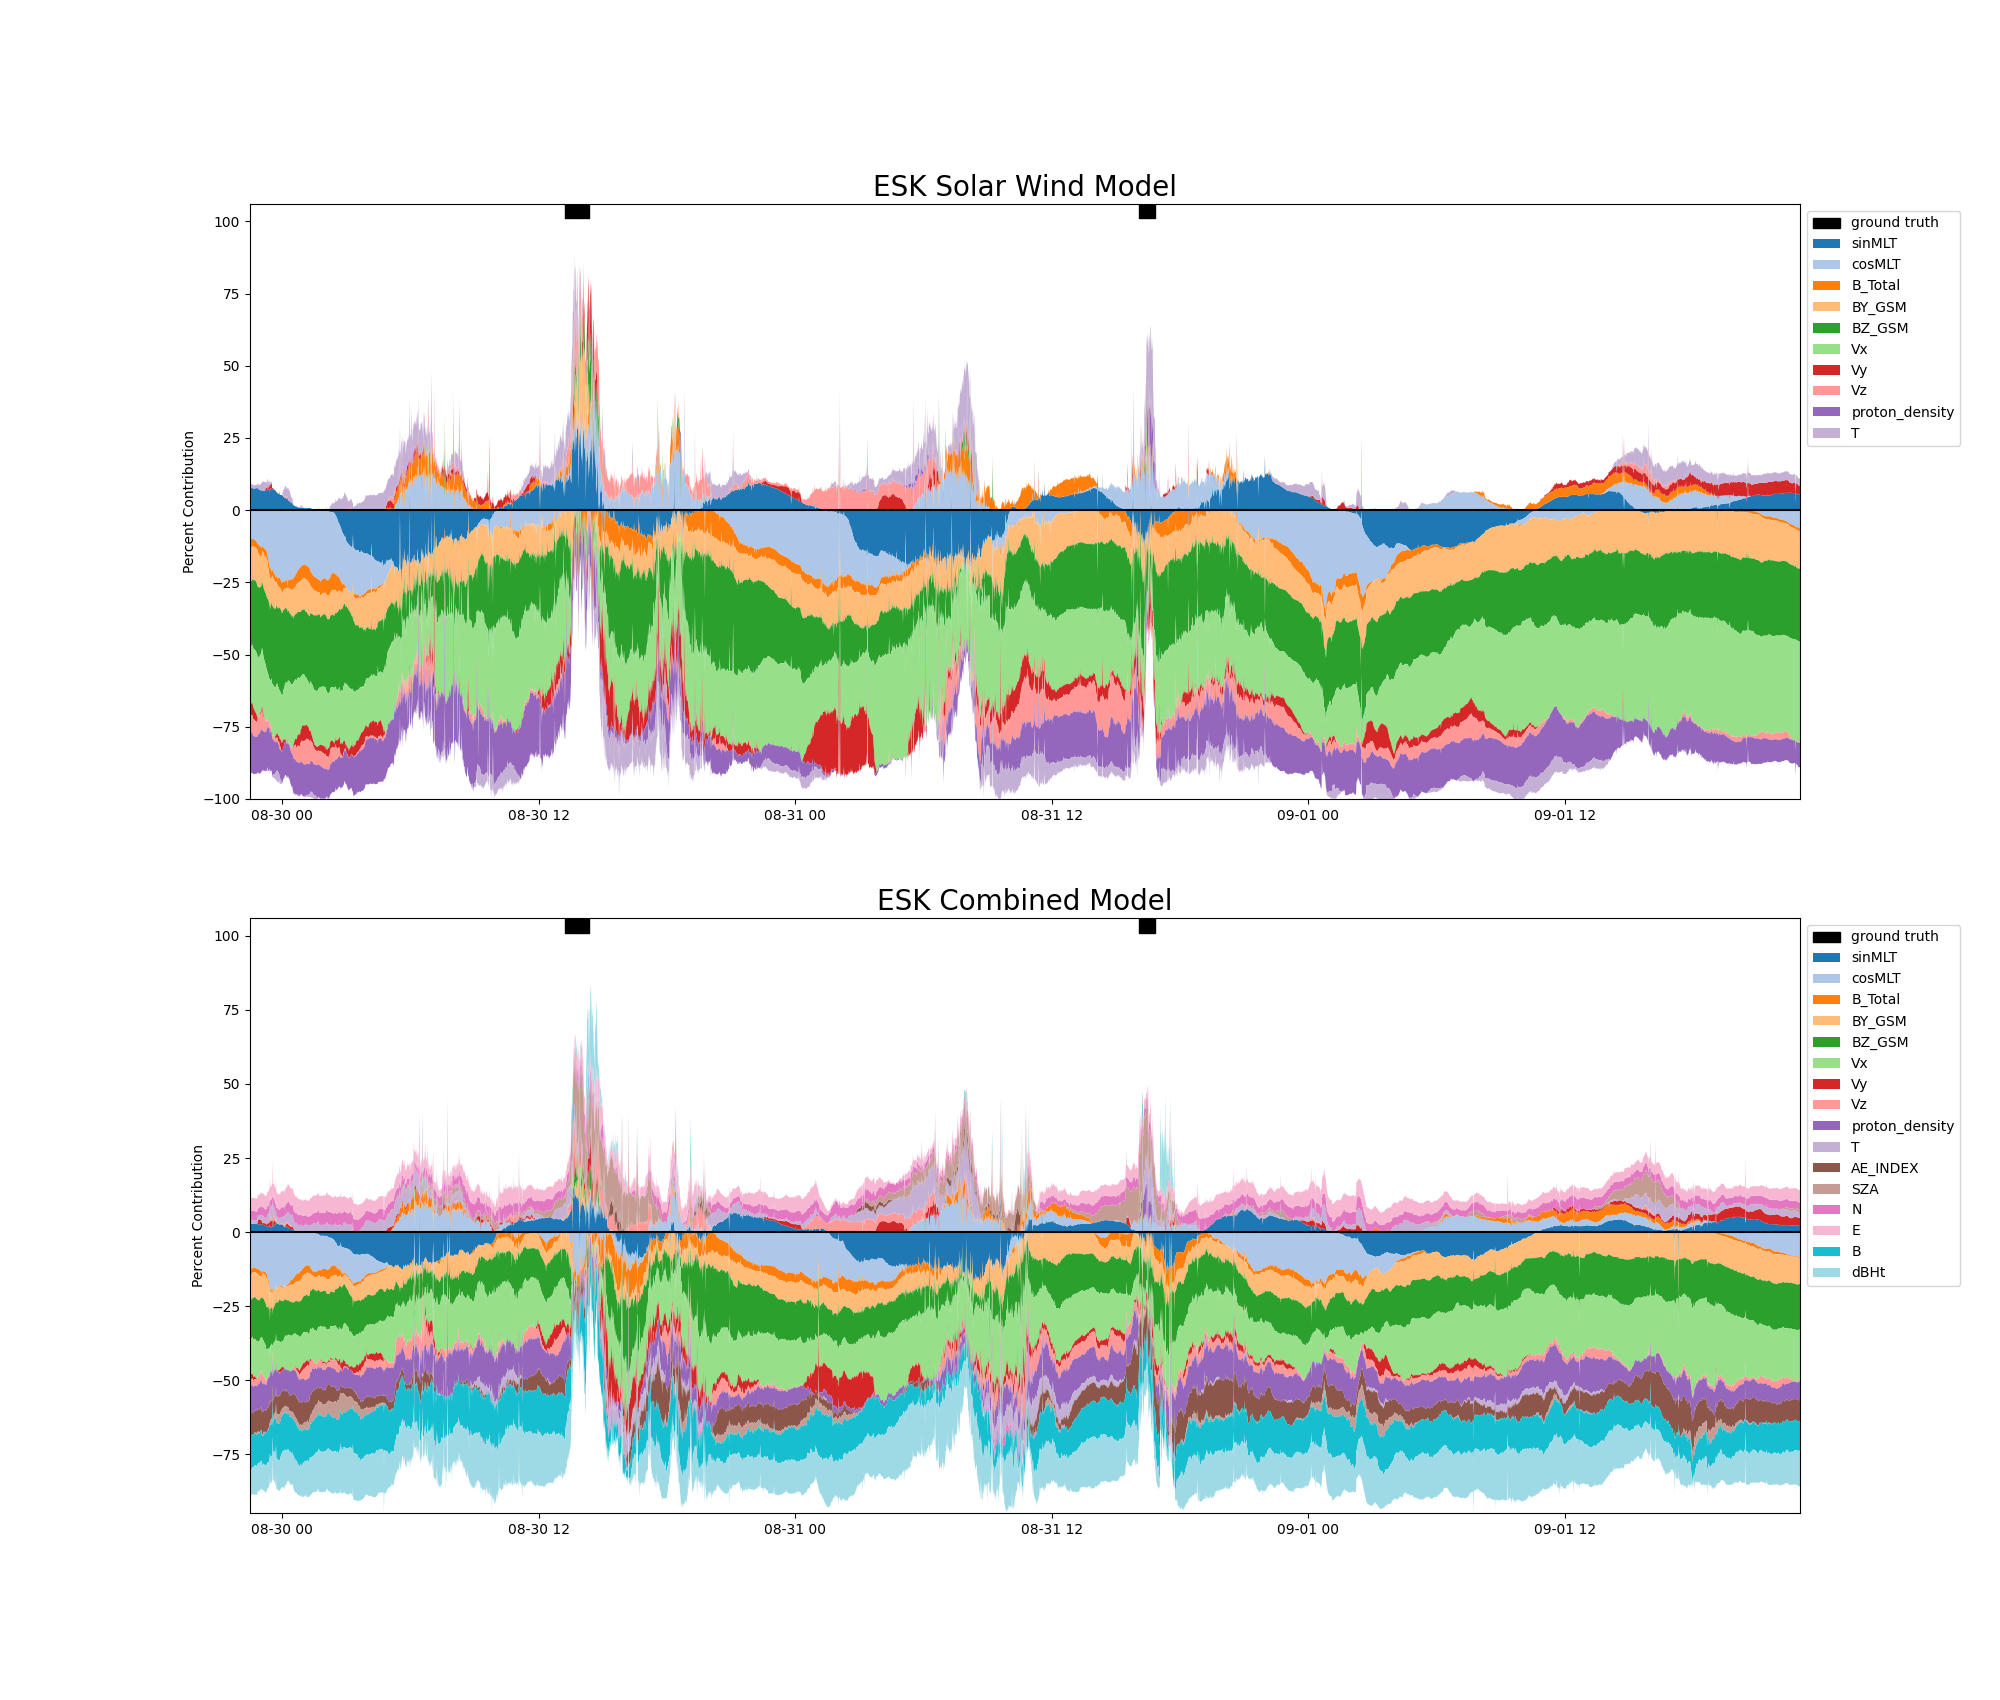 ESK Solar Wind Model
100
75
50
25
0
−25
−50
−75
−100
Percent Contribution
08-30 00
08-30 12
08-31 00
08-31 12
09-01 00
09-01 12
ground truth
sinMLT
cosMLT
B_Total
BY_GSM
BZ_GSM
Vx
Vy
Vz
proton_density
T
ESK Combined Model
100
75
50
25
0
−25
−50
−75
Percent Contribution
08-30 00
08-30 12
08-31 00
08-31 12
09-01 00
09-01 12
ground truth
sinMLT
cosMLT
B_Total
BY_GSM
BZ_GSM
Vx
Vy
Vz
proton_density
T
AE_INDEX
SZA
N
E
B
dBHt